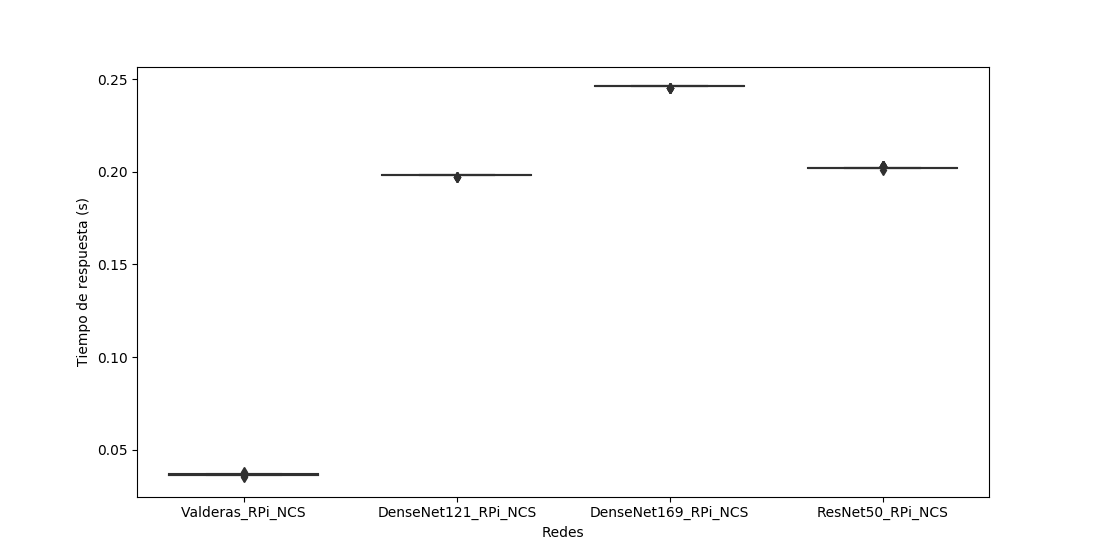 0.25
0.20
0.15
0.10
0.05
Tiempo de respuesta (s)
Valderas_RPi_NCS
DenseNet121_RPi_NCS
DenseNet169_RPi_NCS
ResNet50_RPi_NCS
Redes